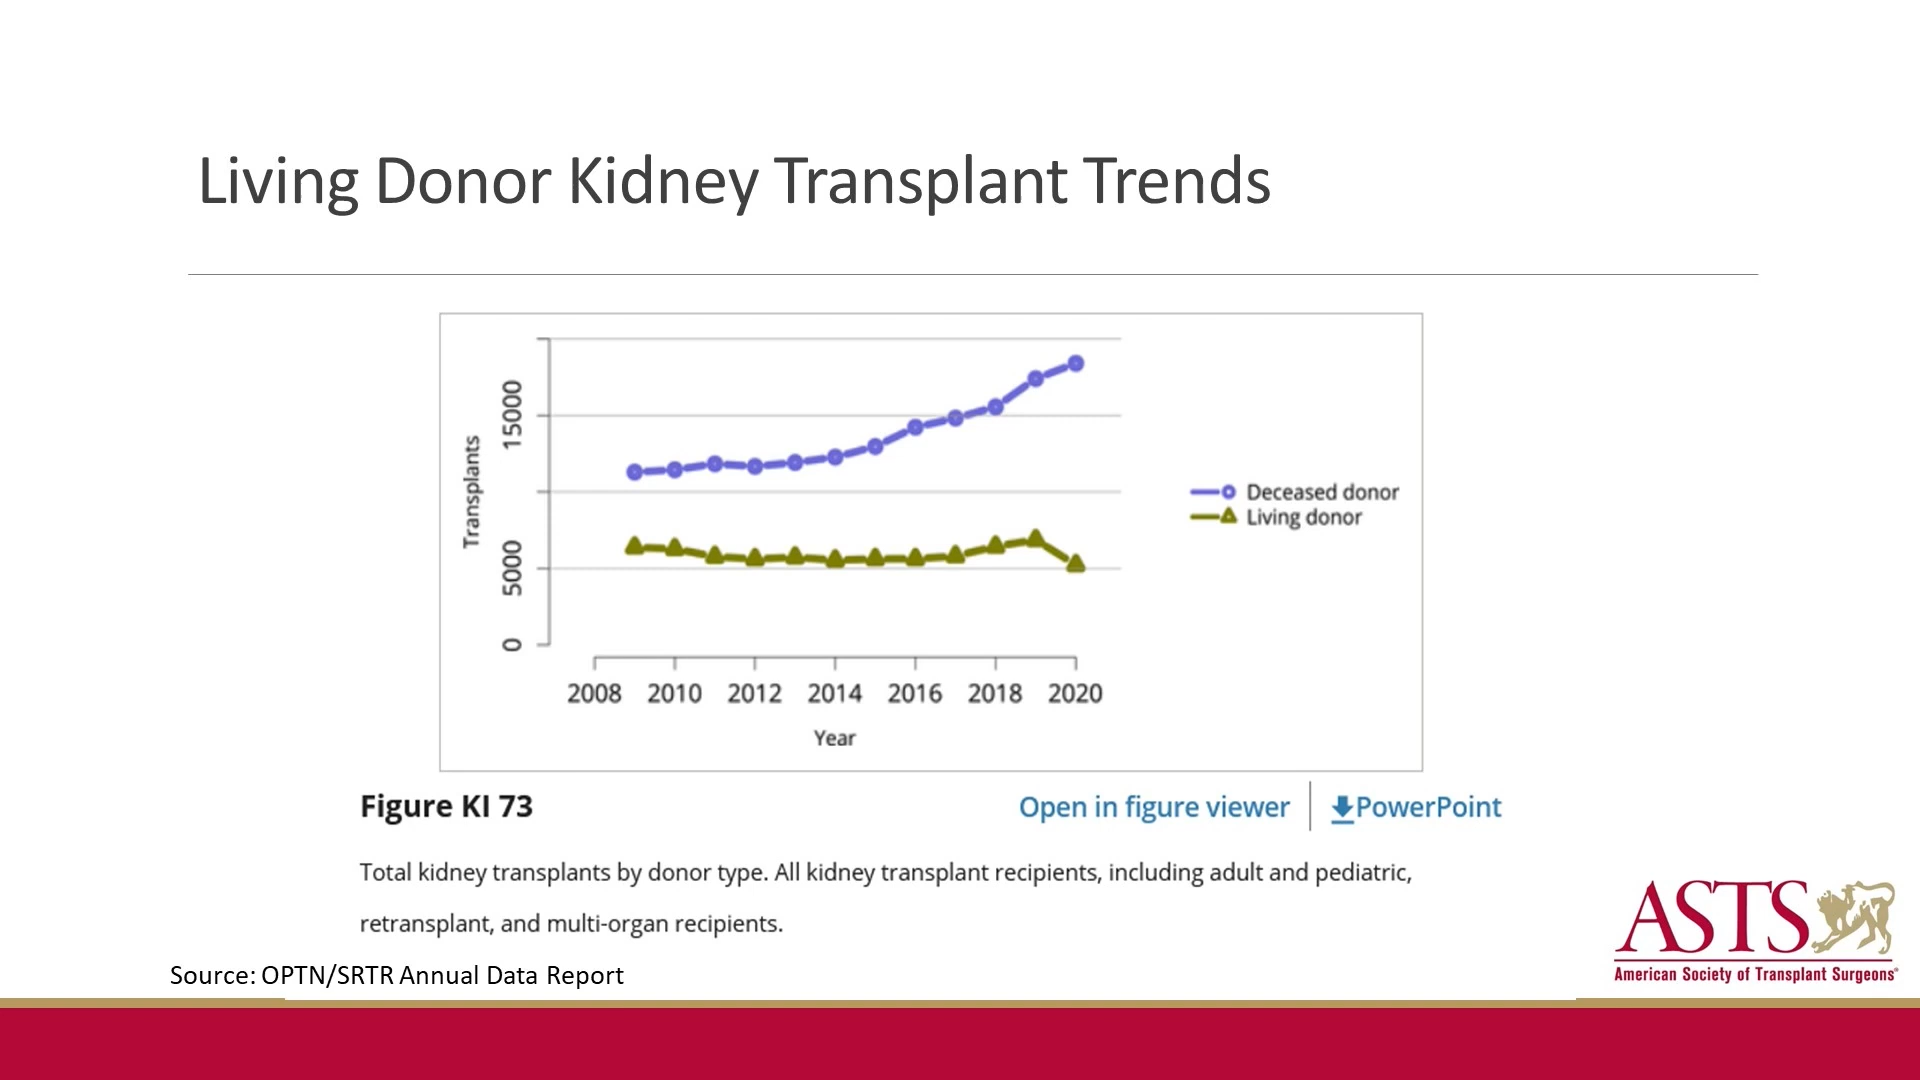 Living Donor Kidney Transplant Trends
15000
5000
0
Transplants
2008 2010 2012 2014 2016 2018 2020
Year
Deceased donor
Living donor
Figure KI 73
Open in figure viewer
PowerPoint
Total kidney transplants by donor type. All kidney transplant recipients, including adult and pediatric,
retransplant, and multi-organ recipients.
Source: OPTN/SRTR Annual Data Report
ASTS
American Society of Transplant Surgeons®